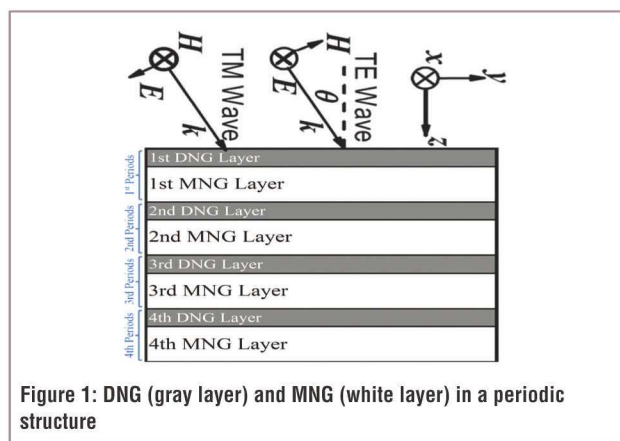 H
E
TM Wave
k
H
E
TE Wave
θ
k
x
y
z
1st DNG Layer
1st MNG Layer
2nd DNG Layer
2nd MNG Layer
3rd DNG Layer
3rd MNG Layer
4th DNG Layer
4th MNG Layer
1st Periods
2nd Periods
3rd Periods
4th Periods
Figure 1: DNG (gray layer) and MNG (white layer) in a periodic
structure